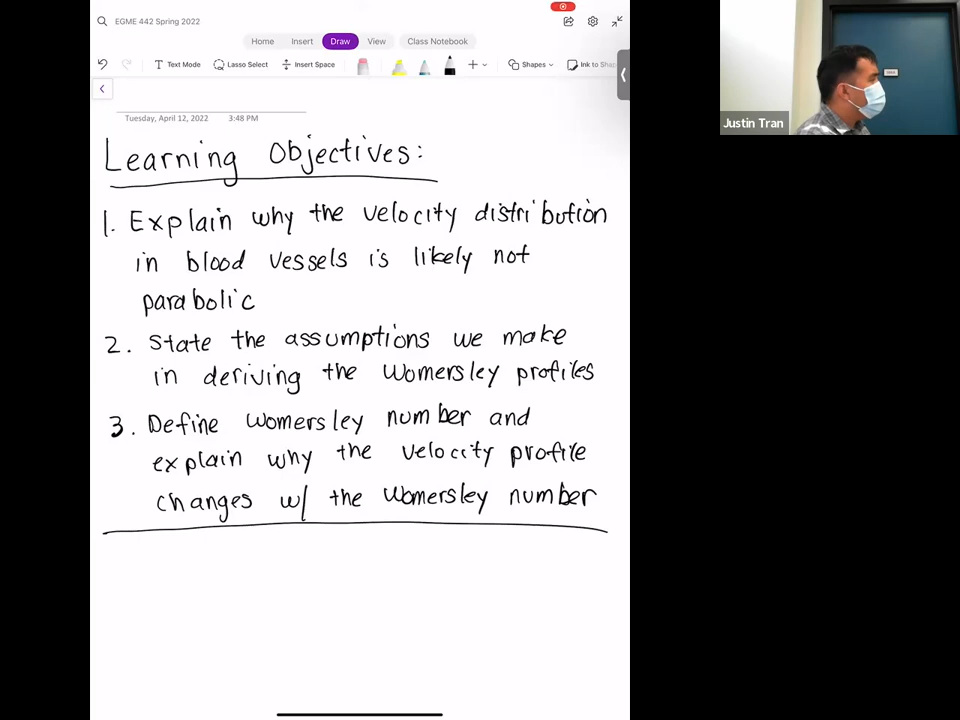 EGME 442 Spring 2022
Home Insert Draw View Class Notebook
Text Mode Lasso Select Insert Space Shapes Ink to Shap
Tuesday, April 12, 2022 3:48 PM
Learning Objectives:
1. Explain why the velocity distribution
in blood vessels is likely not
parabolic
2. State the assumptions we make
in deriving the Womersley profiles
3. Define Womersley number and
explain why the velocity profile
changes w/ the Womersley number
Justin Tran